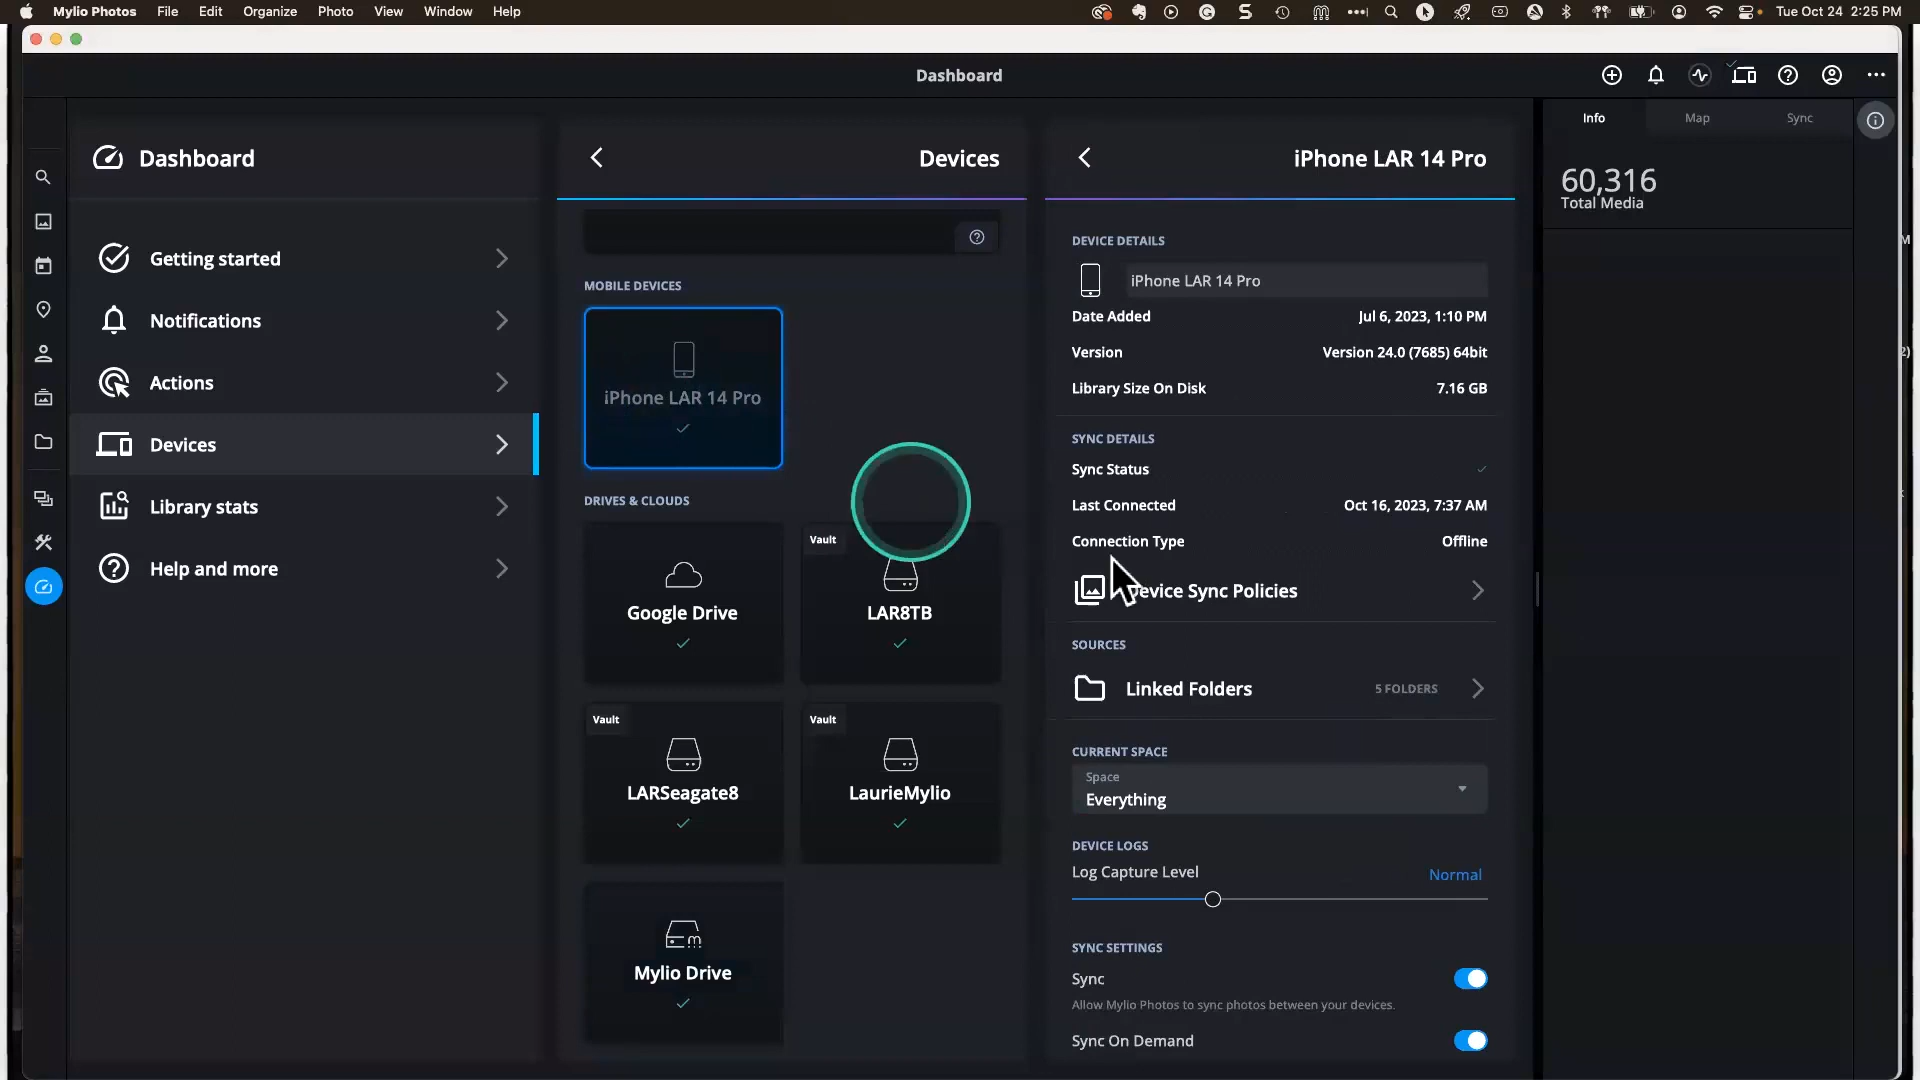 Mylio Photos File Edit Organize Photo View Window Help Tue Oct 24 2:25 PM
Dashboard
Info Map Sync
60,316
Total Media
Dashboard
Getting started
Notifications
Actions
Devices
Library stats
Help and more
Devices
MOBILE DEVICES
iPhone LAR 14 Pro
DRIVES & CLOUDS
Google Drive
Vault
LAR8TB
Vault
LARSeagate8
Vault
LaurieMylio
Mylio Drive
iPhone LAR 14 Pro
DEVICE DETAILS
iPhone LAR 14 Pro
Date Added Jul 6, 2023, 1:10 PM
Version Version 24.0 (7685) 64bit
Library Size On Disk 7.16 GB
SYNC DETAILS
Sync Status
Last Connected Oct 16, 2023, 7:37 AM
Connection Type Offline
Device Sync Policies
SOURCES
Linked Folders 5 FOLDERS
CURRENT SPACE
Space
Everything
DEVICE LOGS
Log Capture Level Normal
SYNC SETTINGS
Sync
Allow Mylio Photos to sync photos between your devices.
Sync On Demand